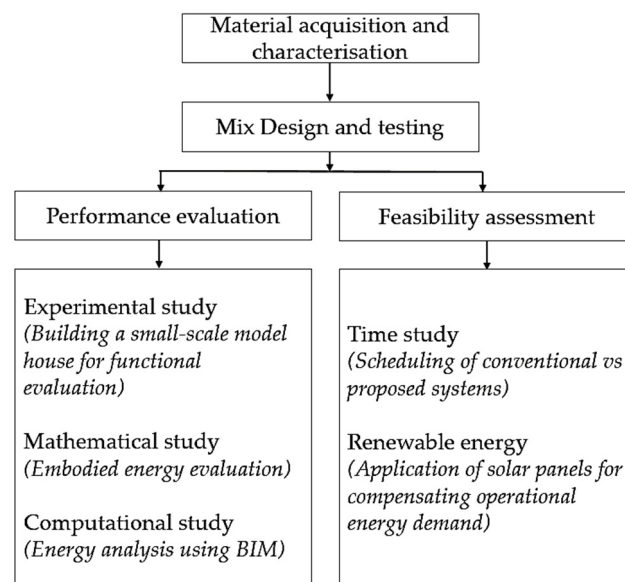 Material acquisition and
characterisation
Mix Design and testing
Performance evaluation
Feasibility assessment
Experimental study
(Building a small-scale model
house for functional
evaluation)
Mathematical study
(Embodied energy evaluation)
Computational study
(Energy analysis using BIM)
Time study
(Scheduling of conventional vs
proposed systems)
Renewable energy
(Application of solar panels for
compensating operational
energy demand)